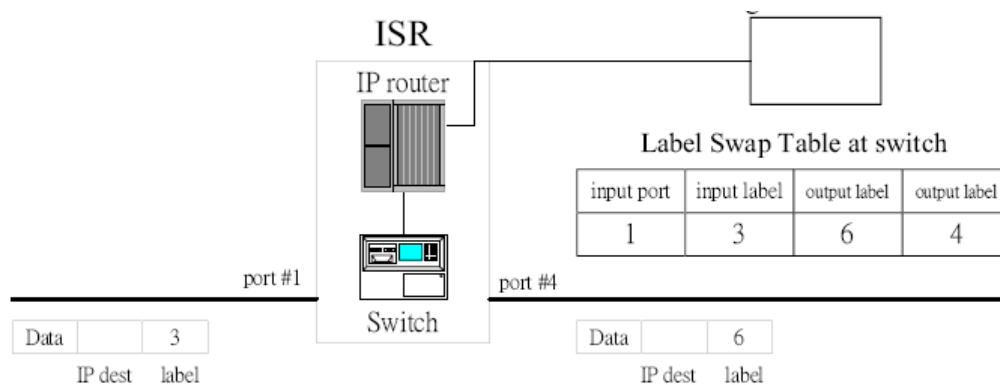 ISR
IP router
Label Swap Table at switch
input port input label output label output label
1 3 6 4
port #1
port #4
Switch
Data 3
IP dest label
Data 6
IP dest label